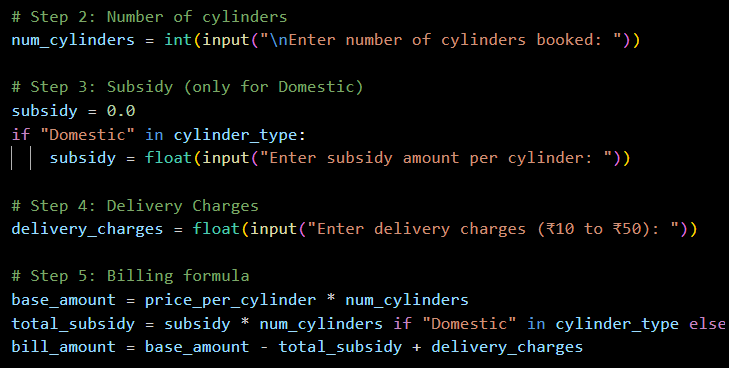 # Step 2: Number of cylinders
num_cylinders = int(input("\nEnter number of cylinders booked: "))
# Step 3: Subsidy (only for Domestic)
subsidy = 0.0
if "Domestic" in cylinder_type:
subsidy = float(input("Enter subsidy amount per cylinder: "))
# Step 4: Delivery Charges
delivery_charges = float(input("Enter delivery charges (₹10 to ₹50): "))
# Step 5: Billing formula
base_amount = price_per_cylinder * num_cylinders
total_subsidy = subsidy * num_cylinders if "Domestic" in cylinder_type else
bill_amount = base_amount - total_subsidy + delivery_charges